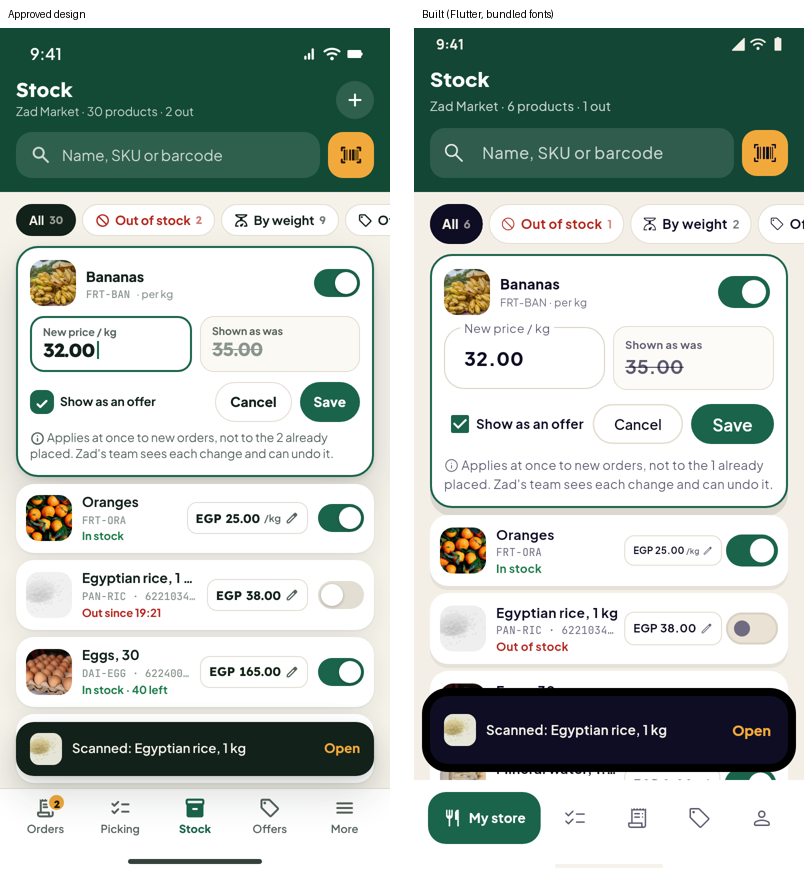 Approved design
9:41
Stock
Zad Market · 30 products · 2 out
Name, SKU or barcode
All 30
Out of stock 2
By weight 9
Bananas
FRT-BAN · per kg
New price / kg
32.00
Shown as was
35.00
Show as an offer
Cancel
Save
Applies at once to new orders, not to the 2 already
placed. Zad's team sees each change and can undo it.
Oranges
FRT-ORA
In stock
EGP 25.00 /kg
Egyptian rice, 1 ...
PAN-RIC · 6221034…
Out since 19:21
EGP 38.00
Eggs, 30
DAI-EGG · 622400…
In stock · 40 left
EGP 165.00
Scanned: Egyptian rice, 1 kg
Open
2
Orders
Picking
Stock
Offers
More
Built (Flutter, bundled fonts)
9:41
Stock
Zad Market · 6 products · 1 out
Name, SKU or barcode
All 6
Out of stock 1
By weight 2
Bananas
FRT-BAN · per kg
New price / kg
32.00
Shown as was
35.00
Show as an offer
Cancel
Save
Applies at once to new orders, not to the 1 already
placed. Zad's team sees each change and can undo it.
Oranges
FRT-ORA
In stock
EGP 25.00 /kg
Egyptian rice, 1 kg
PAN-RIC · 6221034…
Out of stock
EGP 38.00
Scanned: Egyptian rice, 1 kg
Open
My store